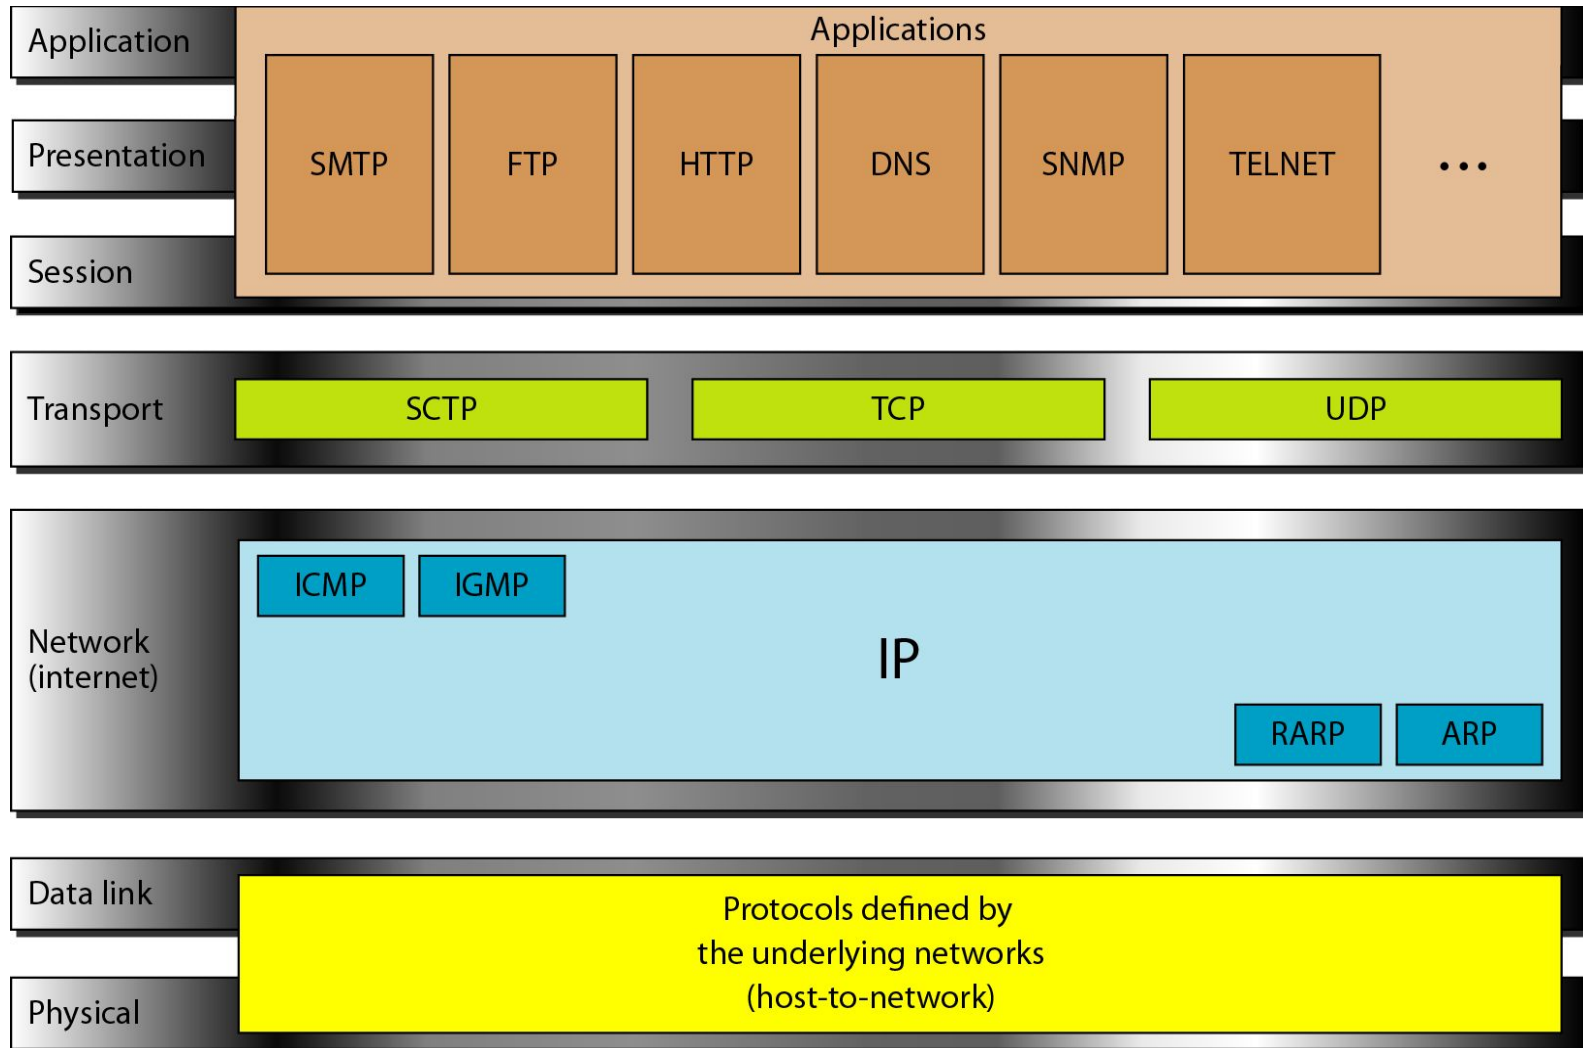 Application
Applications
Presentation
SMTP
FTP
HTTP
DNS
SNMP
TELNET
...
Session
Transport
SCTP
TCP
UDP
ICMP
IGMP
Network
(internet)
IP
RARP
ARP
Data link
Protocols defined by
the underlying networks
(host-to-network)
Physical